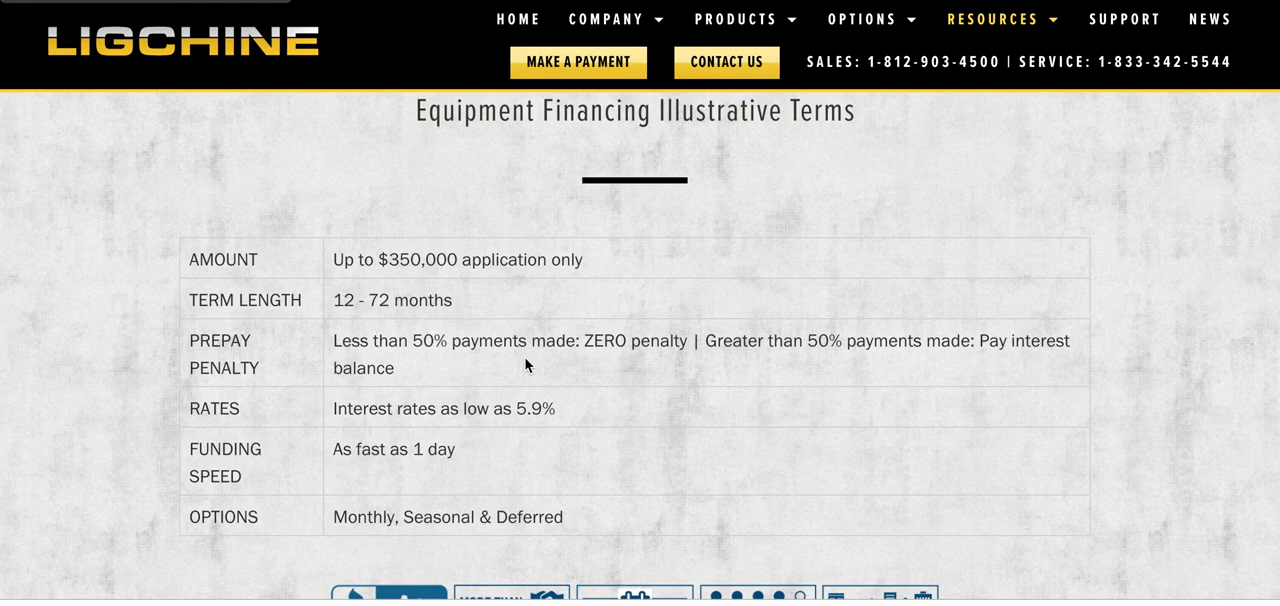 LIGCHINE
HOME COMPANY PRODUCTS OPTIONS RESOURCES SUPPORT NEWS
MAKE A PAYMENT CONTACT US SALES: 1-812-903-4500 | SERVICE: 1-833-342-5544
Equipment Financing Illustrative Terms
AMOUNT Up to $350,000 application only
TERM LENGTH 12 - 72 months
PREPAY PENALTY Less than 50% payments made: ZERO penalty | Greater than 50% payments made: Pay interest
balance
RATES Interest rates as low as 5.9%
FUNDING SPEED As fast as 1 day
OPTIONS Monthly, Seasonal & Deferred